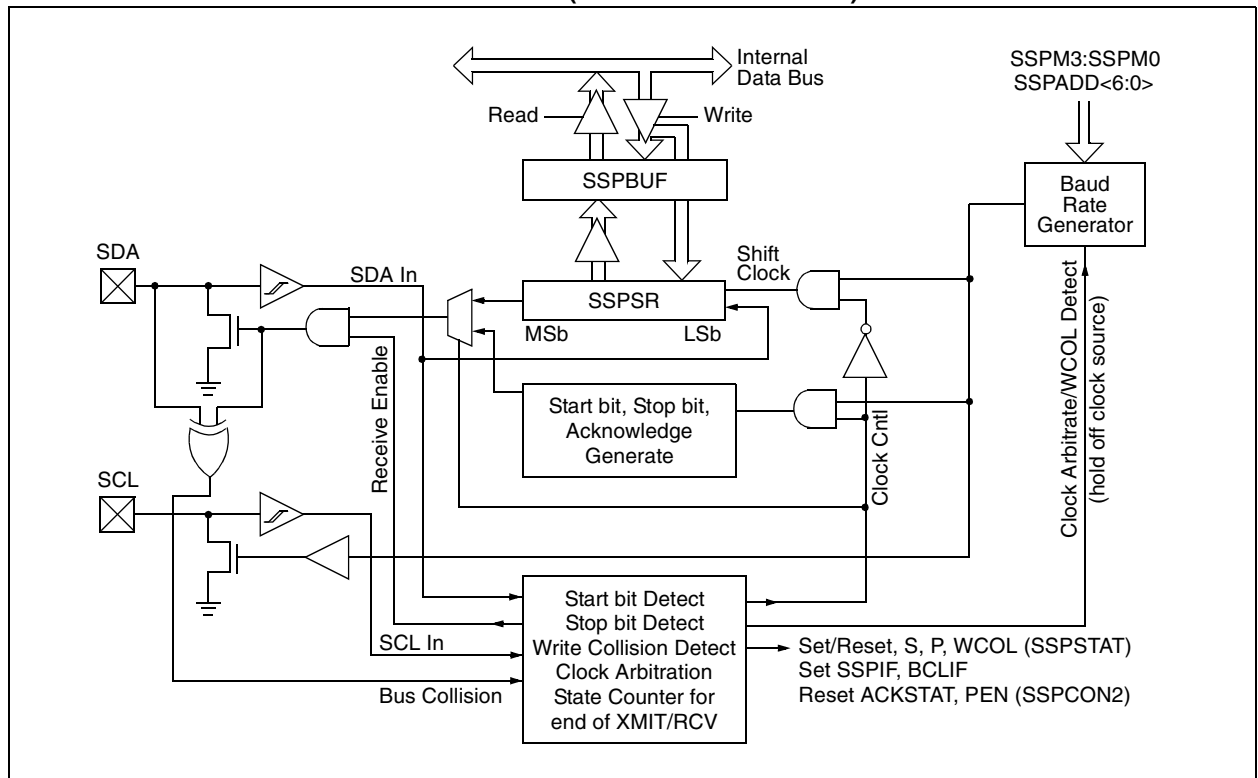 Internal
Data Bus
SSPM3:SSPM0
SSPADD<6:0>
Read
Write
SSPBUF
Baud
Rate
Generator
SDA
SDA In
Shift
Clock
SSPSR
MSb
LSb
Start bit, Stop bit,
Acknowledge
Generate
Receive Enable
Clock Cntl
Clock Arbitrate/WCOL Detect
(hold off clock source)
SCL
SCL In
Bus Collision
Start bit Detect
Stop bit Detect
Write Collision Detect
Clock Arbitration
State Counter for
end of XMIT/RCV
Set/Reset, S, P, WCOL (SSPSTAT)
Set SSPIF, BCLIF
Reset ACKSTAT, PEN (SSPCON2)